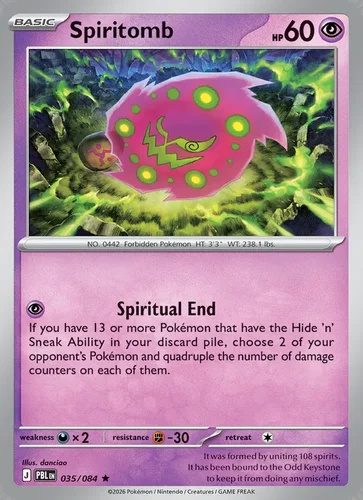 BASIC
Spiritomb
HP 60
NO. 0442 Forbidden Pokémon HT: 3'3" WT: 238.1 lbs.
Spiritual End
If you have 13 or more Pokémon that have the Hide 'n'
Sneak Ability in your discard pile, choose 2 of your
opponent's Pokémon and quadruple the number of damage
counters on each of them.
weakness ×2 resistance -30 retreat
Illus. danciao
J PBL EN 035/084
It was formed by uniting 108 spirits.
It has been bound to the Odd Keystone
to keep it from doing any mischief.
©2026 Pokémon / Nintendo / Creatures / GAME FREAK